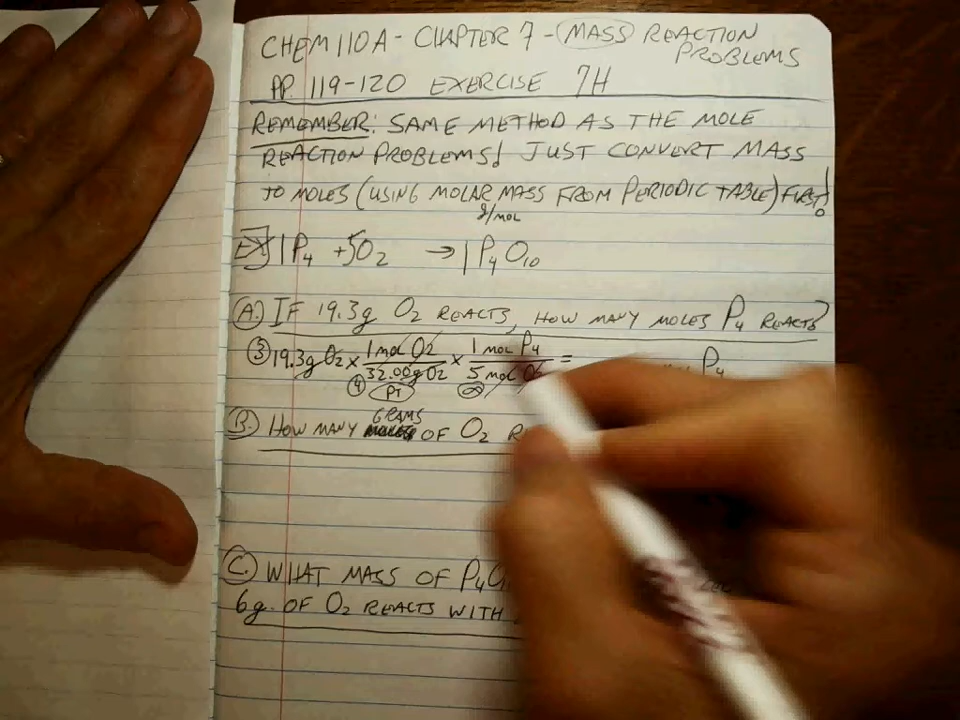 CHEM 110A - CHAPTER 7 - MASS REACTION PROBLEMS
PP. 119-120 EXERCISE 7H
REMEMBER: SAME METHOD AS THE MOLE
REACTION PROBLEMS! JUST CONVERT MASS
TO MOLES (USING MOLAR MASS FROM PERIODIC TABLE) FIRST!
g/MOL
EX 1 P4 + 5O2 → 1 P4O10
A. IF 19.3g O2 REACTS, HOW MANY MOLES P4 REACTS?
③ 19.3g O2 × 1 MOL O2 / 32.00g O2 × 1 MOL P4 / 5 MOL O2 = P4
④ PT ∞
B. HOW MANY GRAMS OF O2
C. WHAT MASS OF P4O
6g. OF O2 REACTS WITH